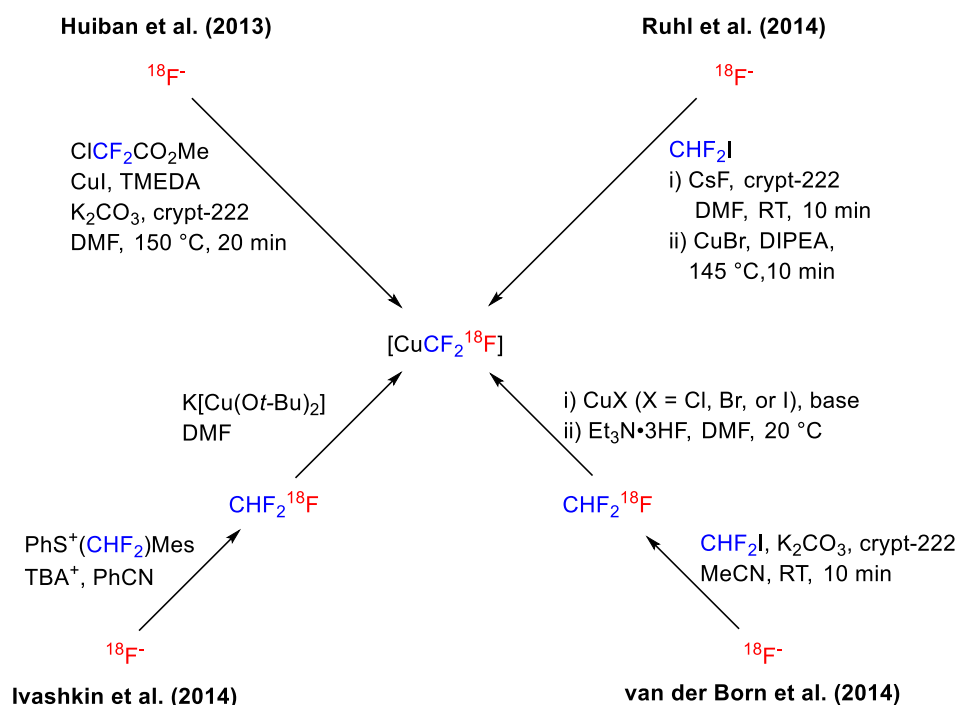 Huiban et al. (2013)
Ruhl et al. (2014)
¹⁸F⁻
¹⁸F⁻
ClCF₂CO₂Me
CuI, TMEDA
K₂CO₃, crypt-222
DMF, 150 °C, 20 min
CHF₂I
i) CsF, crypt-222
DMF, RT, 10 min
ii) CuBr, DIPEA,
145 °C,10 min
[CuCF₂¹⁸F]
K[Cu(Ot-Bu)₂]
DMF
i) CuX (X = Cl, Br, or I), base
ii) Et₃N•3HF, DMF, 20 °C
CHF₂¹⁸F
CHF₂¹⁸F
PhS⁺(CHF₂)Mes
TBA⁺, PhCN
CHF₂I, K₂CO₃, crypt-222
MeCN, RT, 10 min
¹⁸F⁻
¹⁸F⁻
Ivashkin et al. (2014)
van der Born et al. (2014)